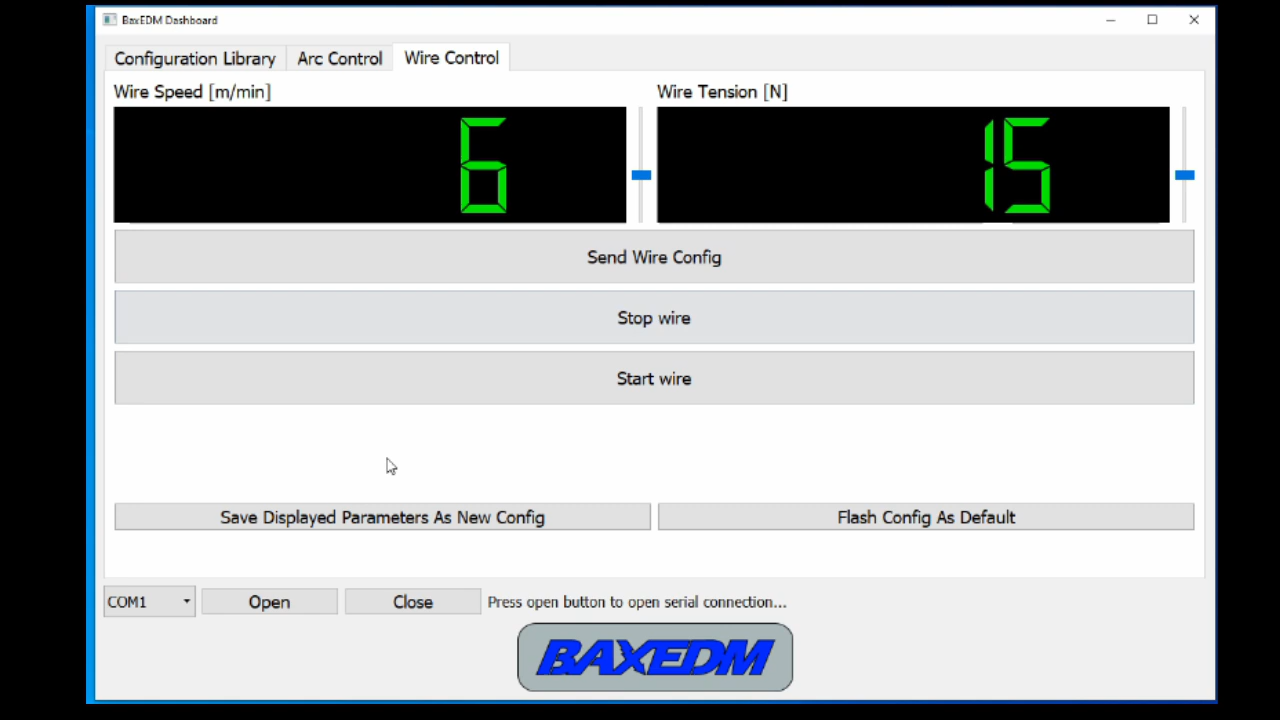 BaxEDM Dashboard
Configuration Library Arc Control Wire Control
Wire Speed [m/min] Wire Tension [N]
6 15
Send Wire Config
Stop wire
Start wire
Save Displayed Parameters As New Config Flash Config As Default
COM1 Open Close Press open button to open serial connection...
BAXEDM